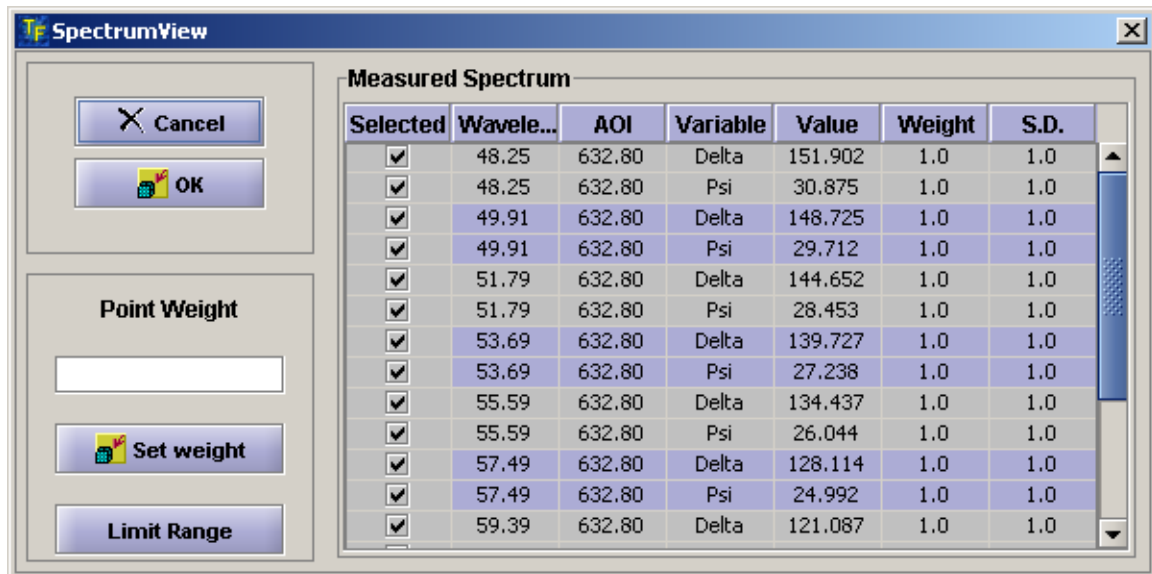 TF SpectrumView
Cancel
OK
Point Weight
Set weight
Limit Range
Measured Spectrum
Selected Wavele... AOI Variable Value Weight S.D.
48.25 632.80 Delta 151.902 1.0 1.0
48.25 632.80 Psi 30.875 1.0 1.0
49.91 632.80 Delta 148.725 1.0 1.0
49.91 632.80 Psi 29.712 1.0 1.0
51.79 632.80 Delta 144.652 1.0 1.0
51.79 632.80 Psi 28.453 1.0 1.0
53.69 632.80 Delta 139.727 1.0 1.0
53.69 632.80 Psi 27.238 1.0 1.0
55.59 632.80 Delta 134.437 1.0 1.0
55.59 632.80 Psi 26.044 1.0 1.0
57.49 632.80 Delta 128.114 1.0 1.0
57.49 632.80 Psi 24.992 1.0 1.0
59.39 632.80 Delta 121.087 1.0 1.0